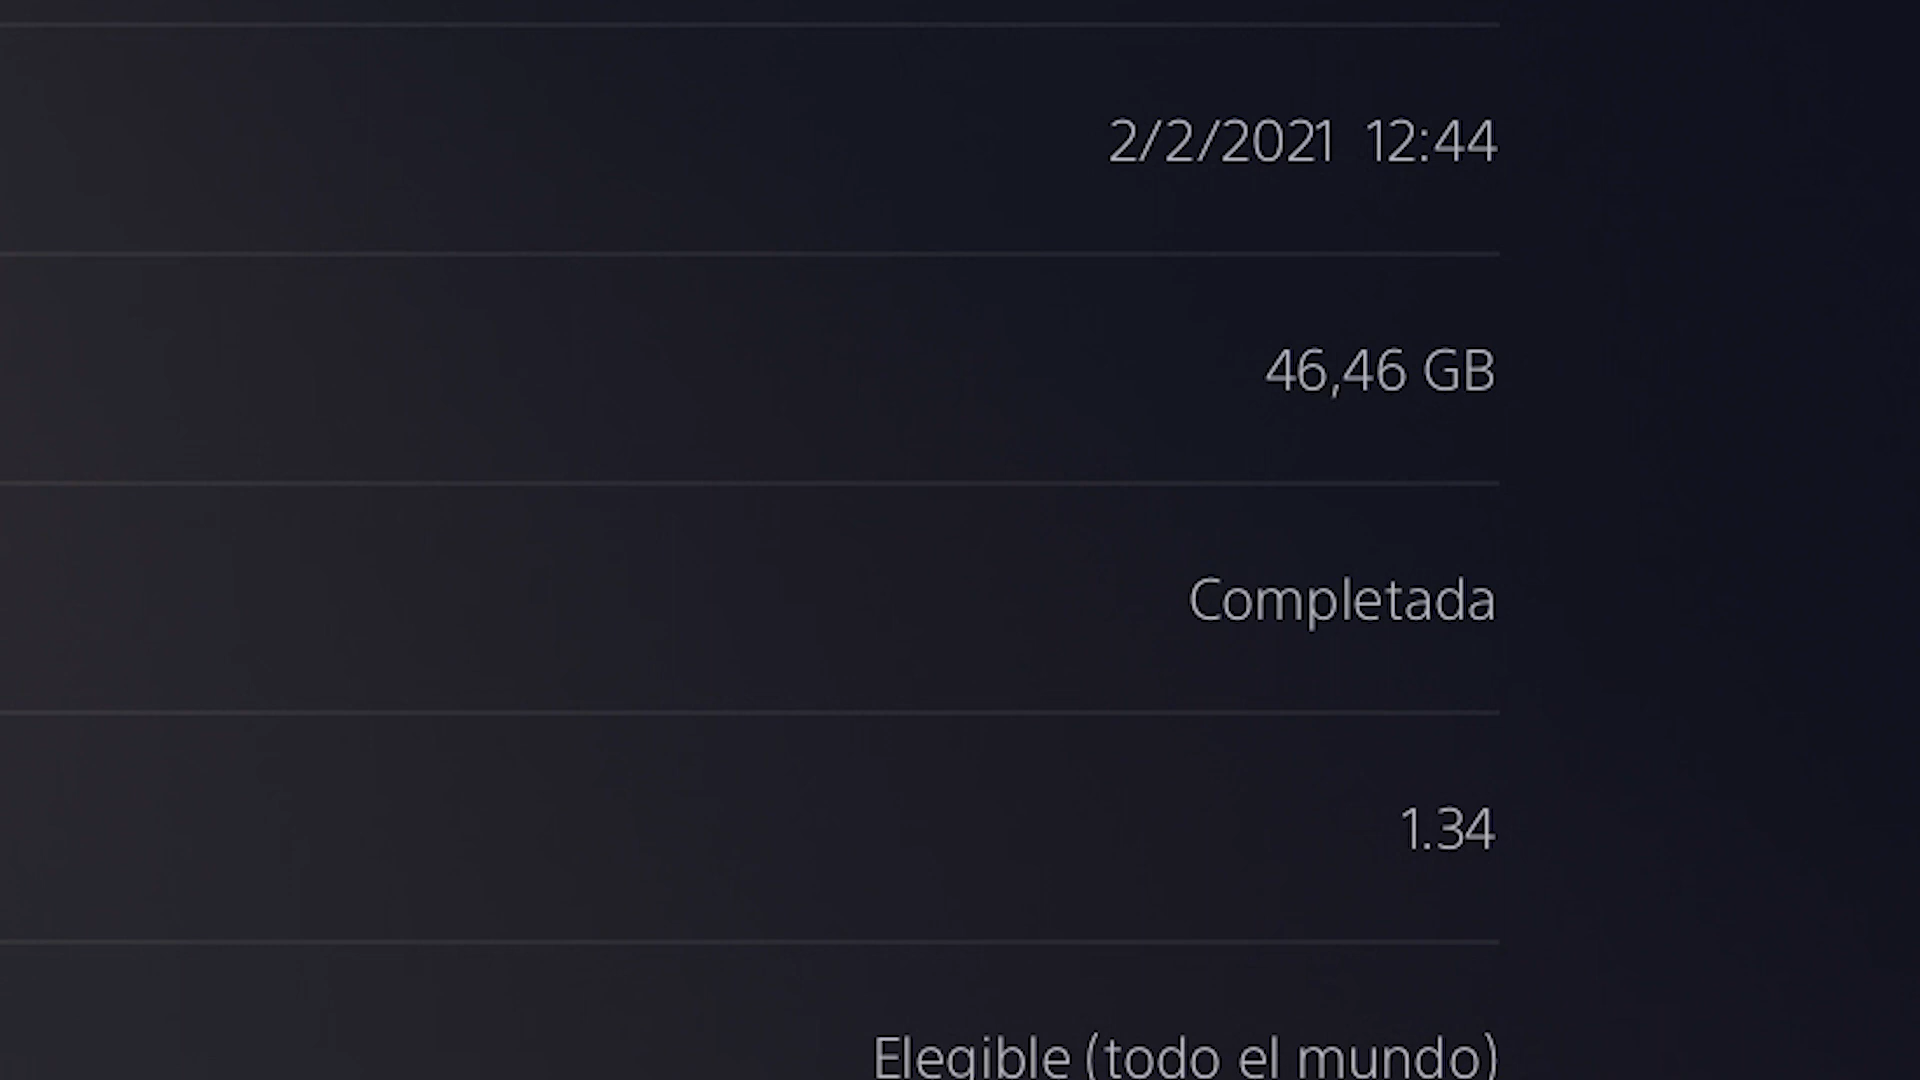 2/2/2021 12:44
46,46 GB
Completada
1.34
Elegible (todo el mundo)